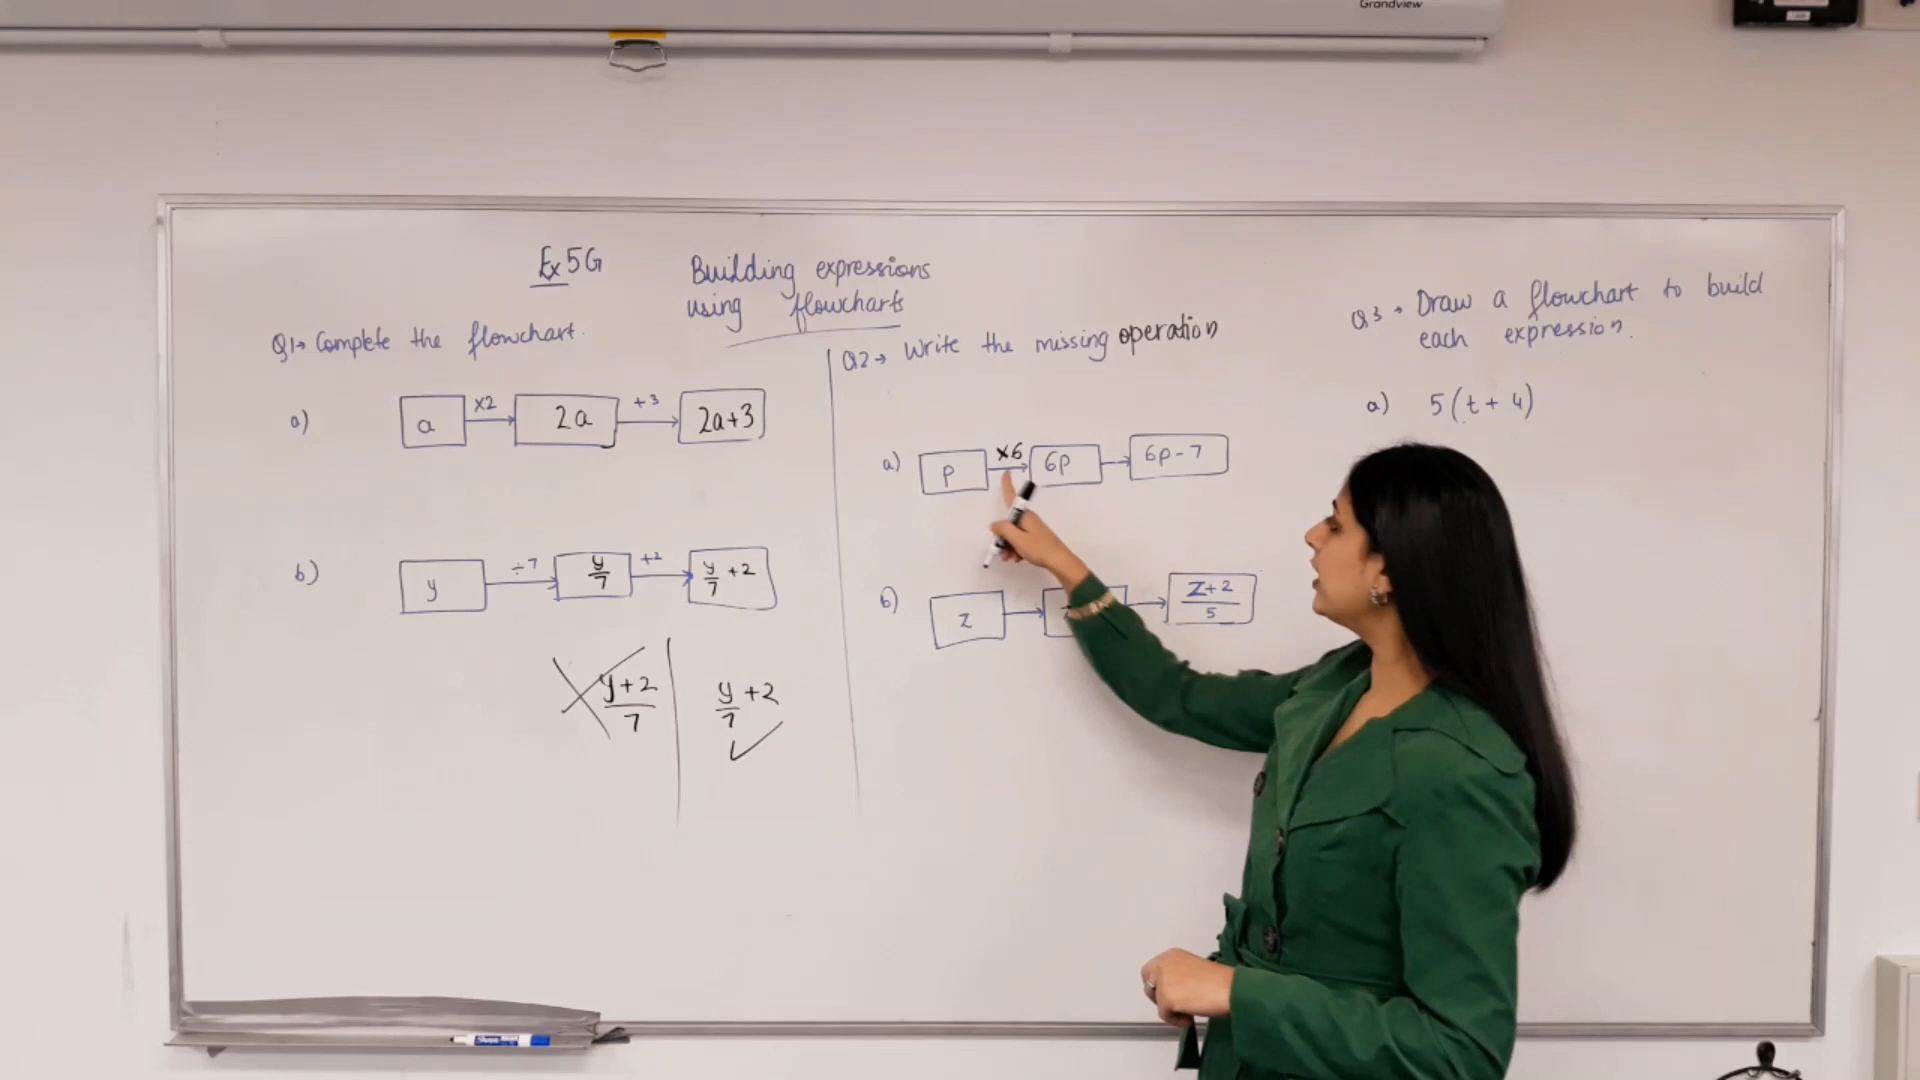 Grandview
Ex 5G
Building expressions
using flowcharts
Q1→ Complete the flowchart.
a) a ×2 2a +3 2a+3
b) y ÷7 y/7 +2 y/7 +2
y+2/7 y/7 +2 ✓
Q2→ Write the missing operation
a) p ×6 6p 6p-7
b) z z+2/5
Q3→ Draw a flowchart to build
each expression.
a) 5(t+4)